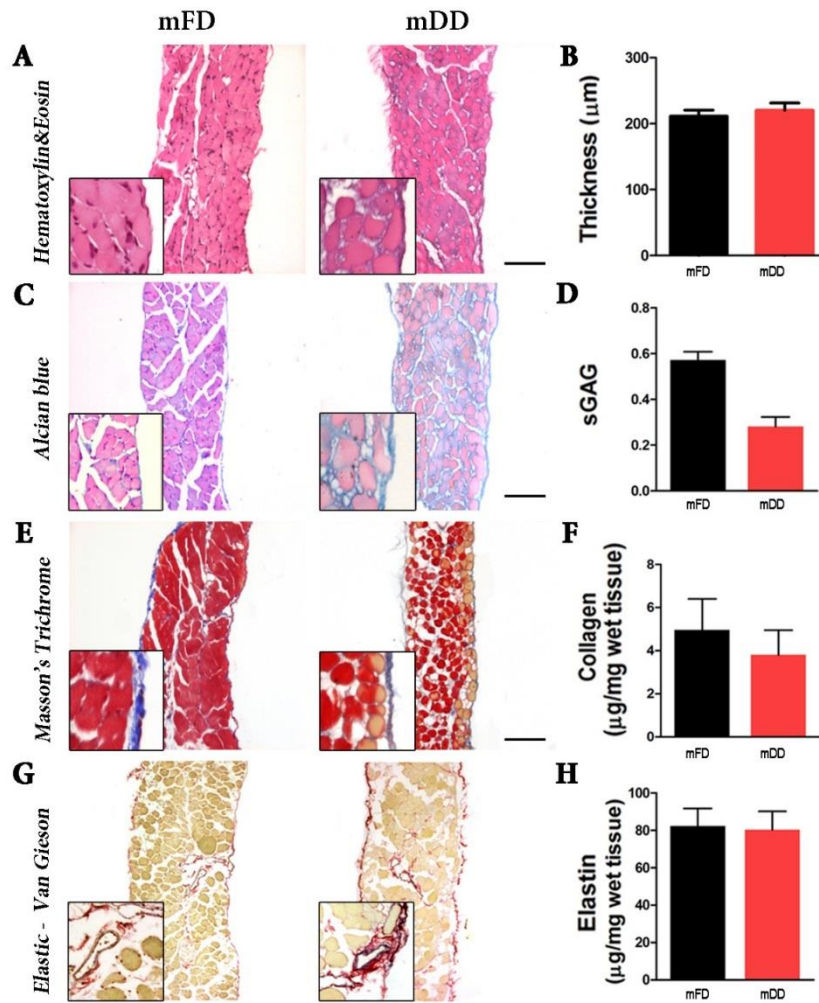 mFD mDD
A Hematoxylin&Eosin
B Thickness (μm)
300
200
100
0
mFD mDD
C Alcian blue
D sGAG
0.8
0.6
0.4
0.2
0.0
mFD mDD
E Masson's Trichrome
F Collagen
(μg/mg wet tissue)
8
6
4
2
0
mFD mDD
G Elastic - Van Gieson
H Elastin
(μg/mg wet tissue)
100
80
60
40
20
0
mFD mDD